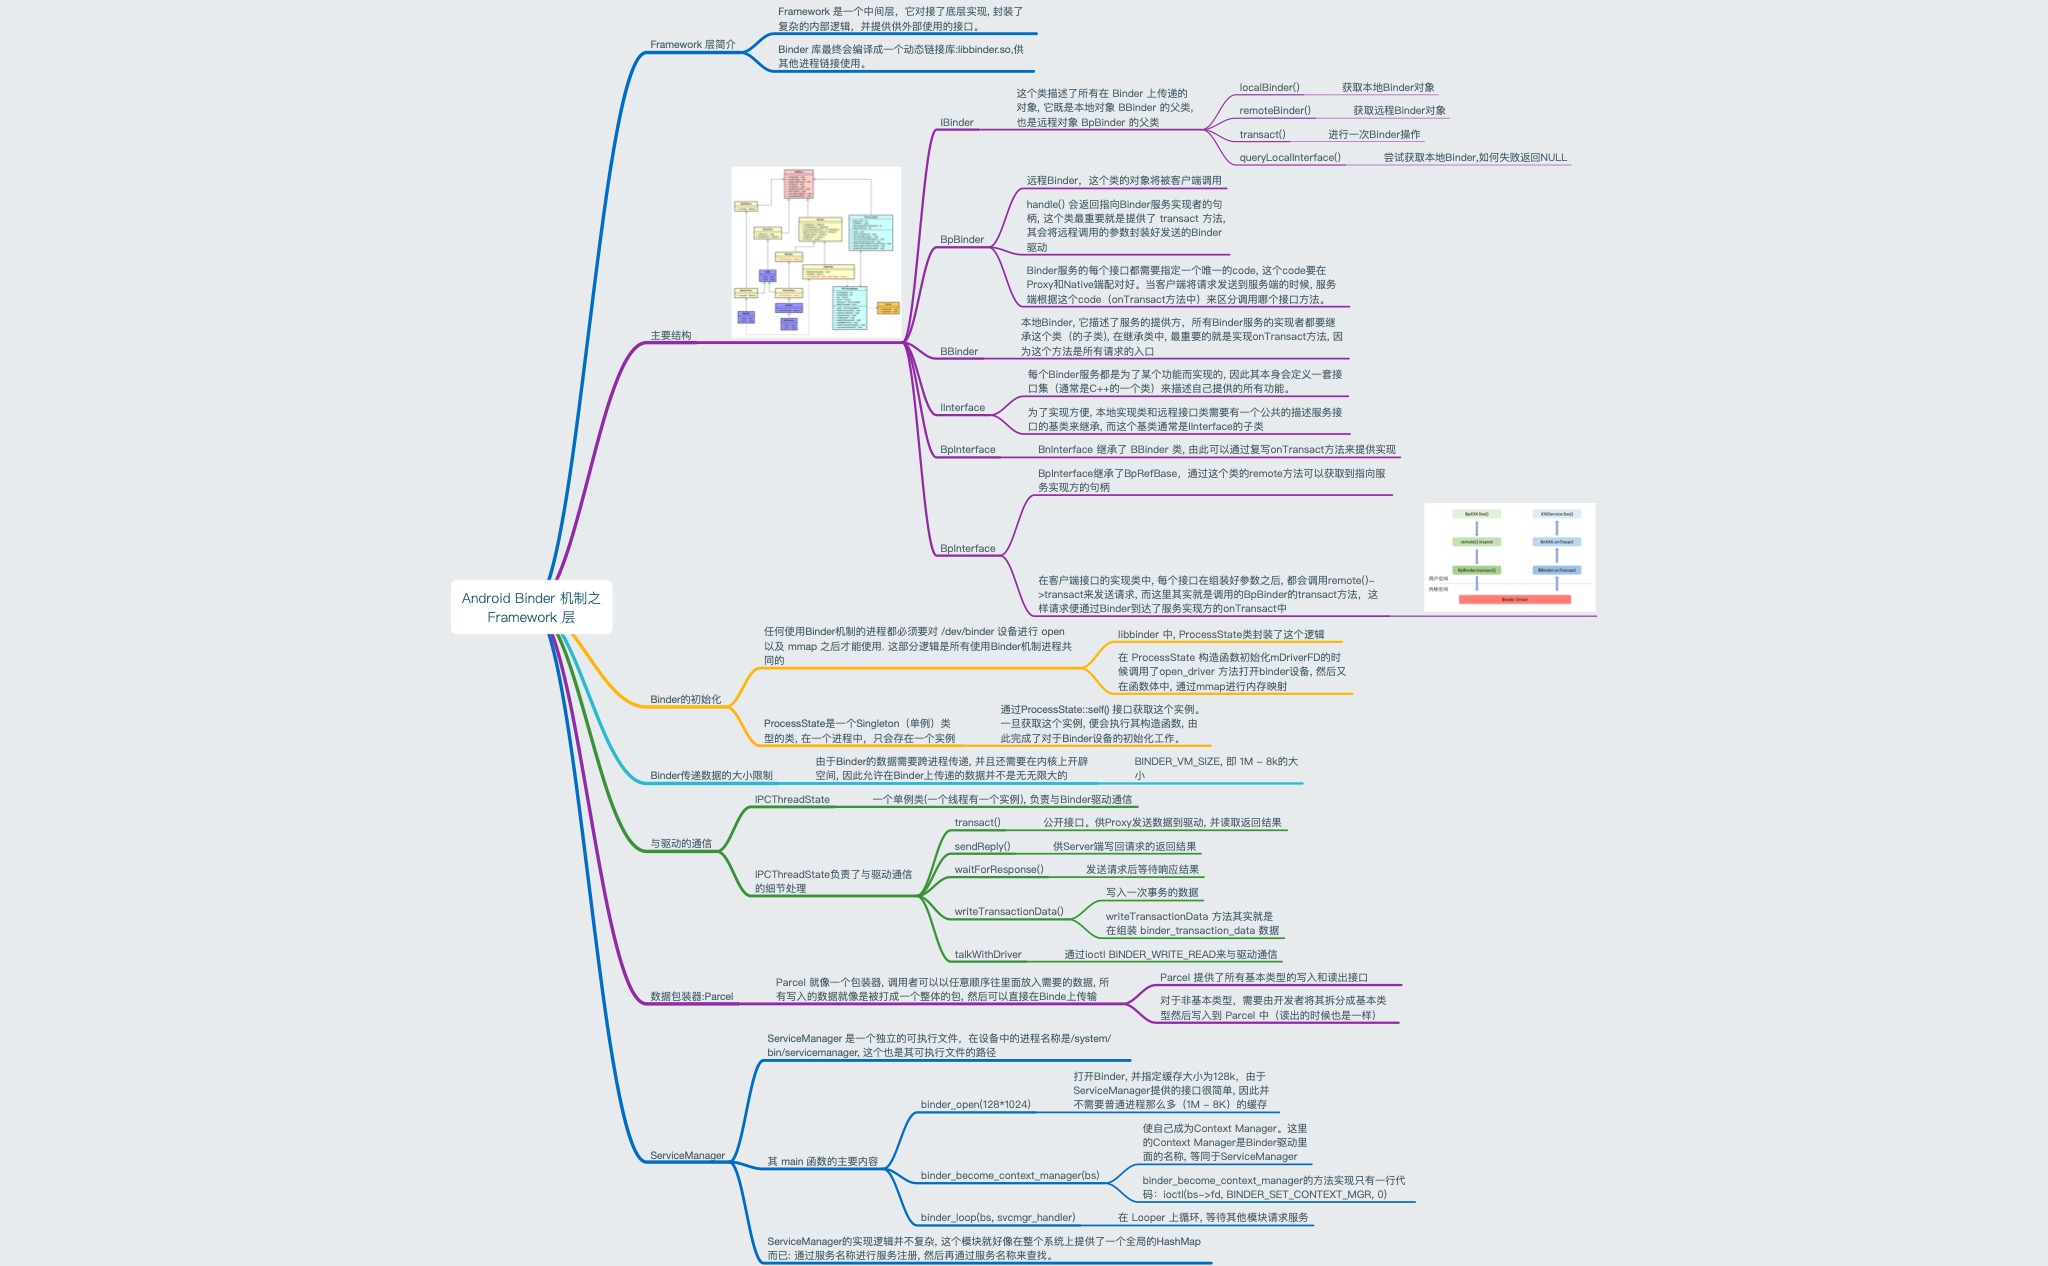 Framework 是一个中间层，它对接了底层实现, 封装了
复杂的内部逻辑，并提供供外部使用的接口。
Framework 层简介
Binder 库最终会编译成一个动态链接库:libbinder.so,供
其他进程链接使用。
这个类描述了所有在 Binder 上传递的
对象, 它既是本地对象 BBinder 的父类,
也是远程对象 BpBinder 的父类
IBinder
localBinder() 获取本地Binder对象
remoteBinder() 获取远程Binder对象
transact() 进行一次Binder操作
queryLocalInterface() 尝试获取本地Binder,如何失败返回NULL
远程Binder，这个类的对象将被客户端调用
handle() 会返回指向Binder服务实现者的句
柄, 这个类最重要就是提供了 transact 方法,
其会将远程调用的参数封装好发送的Binder
驱动
BpBinder
Binder服务的每个接口都需要指定一个唯一的code, 这个code要在
Proxy和Native端配对好。当客户端将请求发送到服务端的时候, 服务
端根据这个code（onTransact方法中）来区分调用哪个接口方法。
主要结构
本地Binder, 它描述了服务的提供方，所有Binder服务的实现者都要继
承这个类（的子类), 在继承类中, 最重要的就是实现onTransact方法, 因
为这个方法是所有请求的入口
BBinder
每个Binder服务都是为了某个功能而实现的, 因此其本身会定义一套接
口集（通常是C++的一个类）来描述自己提供的所有功能。
IInterface
为了实现方便, 本地实现类和远程接口类需要有一个公共的描述服务接
口的基类来继承, 而这个基类通常是IInterface的子类
BpInterface BnInterface 继承了 BBinder 类, 由此可以通过复写onTransact方法来提供实现
BpInterface继承了BpRefBase，通过这个类的remote方法可以获取到指向服
务实现方的句柄
BpInterface
在客户端接口的实现类中, 每个接口在组装好参数之后, 都会调用remote()-
>transact来发送请求, 而这里其实就是调用的BpBinder的transact方法，这
样请求便通过Binder到达了服务实现方的onTransact中
BpXXX.foo() XXXService.foo()
BnXXX.onTransact
BpBinder.transact() BBinder.onTransact
用户空间
内核空间
Binder Driver
Android Binder 机制之
Framework 层
任何使用Binder机制的进程都必须要对 /dev/binder 设备进行 open
以及 mmap 之后才能使用. 这部分逻辑是所有使用Binder机制进程共
同的
libbinder 中, ProcessState类封装了这个逻辑
在 ProcessState 构造函数初始化mDriverFD的时
候调用了open_driver 方法打开binder设备, 然后又
在函数体中, 通过mmap进行内存映射
Binder的初始化
ProcessState是一个Singleton（单例）类
型的类, 在一个进程中，只会存在一个实例
通过ProcessState::self() 接口获取这个实例。
一旦获取这个实例, 便会执行其构造函数, 由
此完成了对于Binder设备的初始化工作。
Binder传递数据的大小限制
由于Binder的数据需要跨进程传递, 并且还需要在内核上开辟
空间, 因此允许在Binder上传递的数据并不是无无限大的
BINDER_VM_SIZE, 即 1M - 8k的大
小
IPCThreadState 一个单例类(一个线程有一个实例), 负责与Binder驱动通信
与驱动的通信
IPCThreadState负责了与驱动通信
的细节处理
transact() 公开接口。供Proxy发送数据到驱动, 并读取返回结果
sendReply() 供Server端写回请求的返回结果
waitForResponse() 发送请求后等待响应结果
writeTransactionData()
写入一次事务的数据
writeTransactionData 方法其实就是
在组装 binder_transaction_data 数据
talkWithDriver 通过ioctl BINDER_WRITE_READ来与驱动通信
数据包装器:Parcel
Parcel 就像一个包装器, 调用者可以以任意顺序往里面放入需要的数据, 所
有写入的数据就像是被打成一个整体的包, 然后可以直接在Binde上传输
Parcel 提供了所有基本类型的写入和读出接口
对于非基本类型，需要由开发者将其拆分成基本类
型然后写入到 Parcel 中（读出的时候也是一样）
ServiceManager 是一个独立的可执行文件，在设备中的进程名称是/system/
bin/servicemanager, 这个也是其可执行文件的路径
ServiceManager
其 main 函数的主要内容
binder_open(128*1024)
打开Binder, 并指定缓存大小为128k，由于
ServiceManager提供的接口很简单, 因此并
不需要普通进程那么多（1M - 8K）的缓存
binder_become_context_manager(bs)
使自己成为Context Manager。这里
的Context Manager是Binder驱动里
面的名称, 等同于ServiceManager
binder_become_context_manager的方法实现只有一行代
码：ioctl(bs->fd, BINDER_SET_CONTEXT_MGR, 0)
binder_loop(bs, svcmgr_handler) 在 Looper 上循环, 等待其他模块请求服务
ServiceManager的实现逻辑并不复杂, 这个模块就好像在整个系统上提供了一个全局的HashMap
而已: 通过服务名称进行服务注册, 然后再通过服务名称来查找。